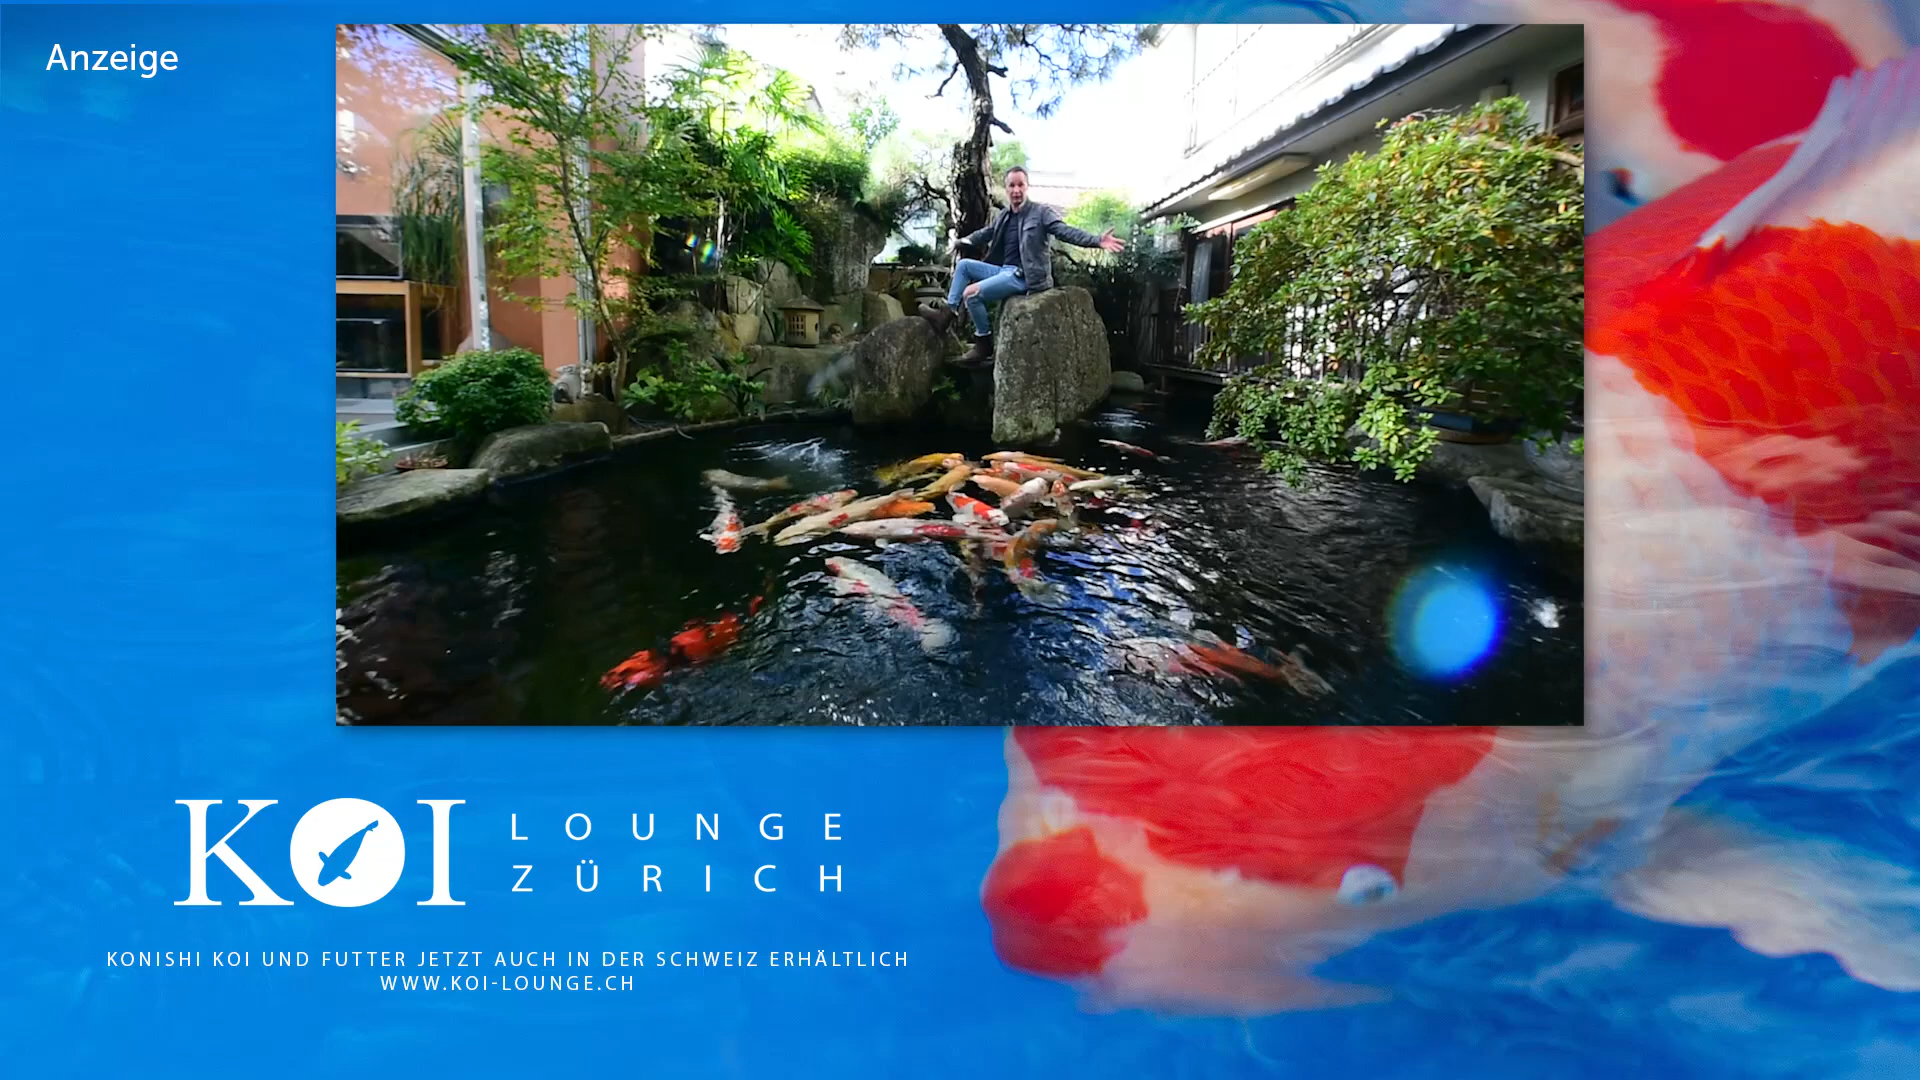 Anzeige
KOI LOUNGE
ZÜRICH
KONISHI KOI UND FUTTER JETZT AUCH IN DER SCHWEIZ ERHÄLTLICH
WWW.KOI-LOUNGE.CH